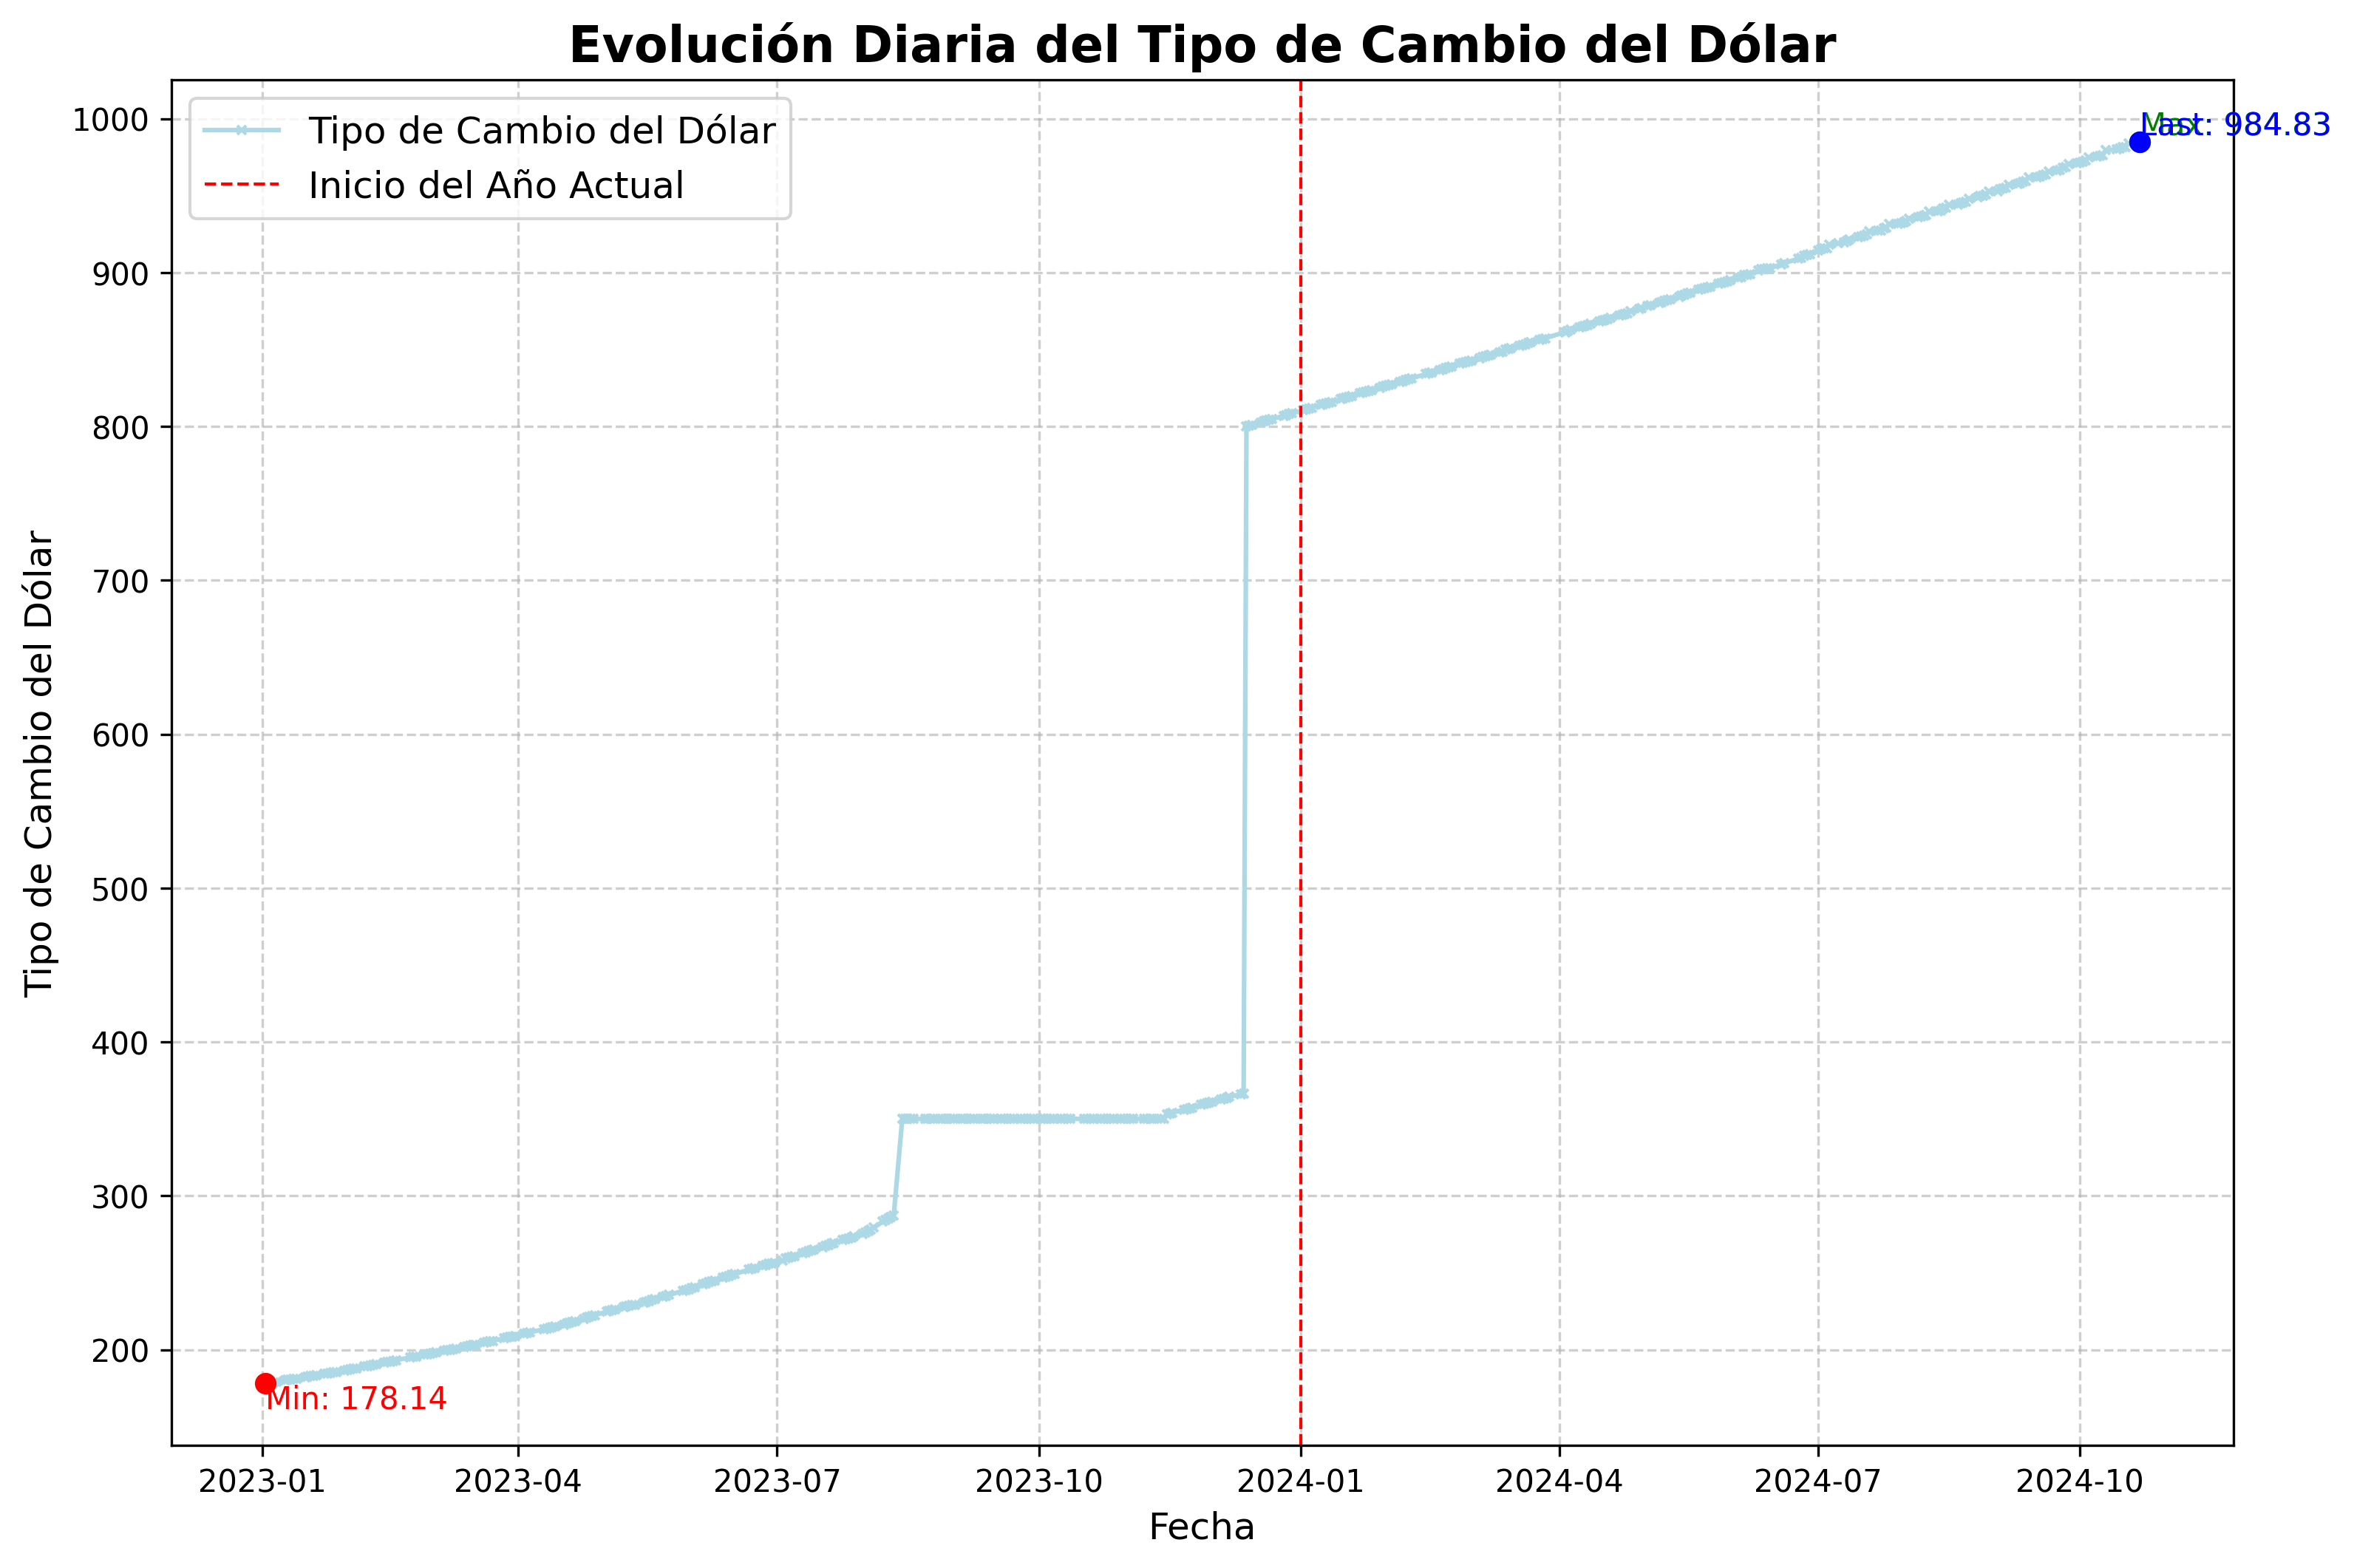 Evolución Diaria del Tipo de Cambio del Dólar
Tipo de Cambio del Dólar
Inicio del Año Actual
Last: 984.83
Max
Min: 178.14
Tipo de Cambio del Dólar
1000
900
800
700
600
500
400
300
200
2023-01 2023-04 2023-07 2023-10 2024-01 2024-04 2024-07 2024-10
Fecha